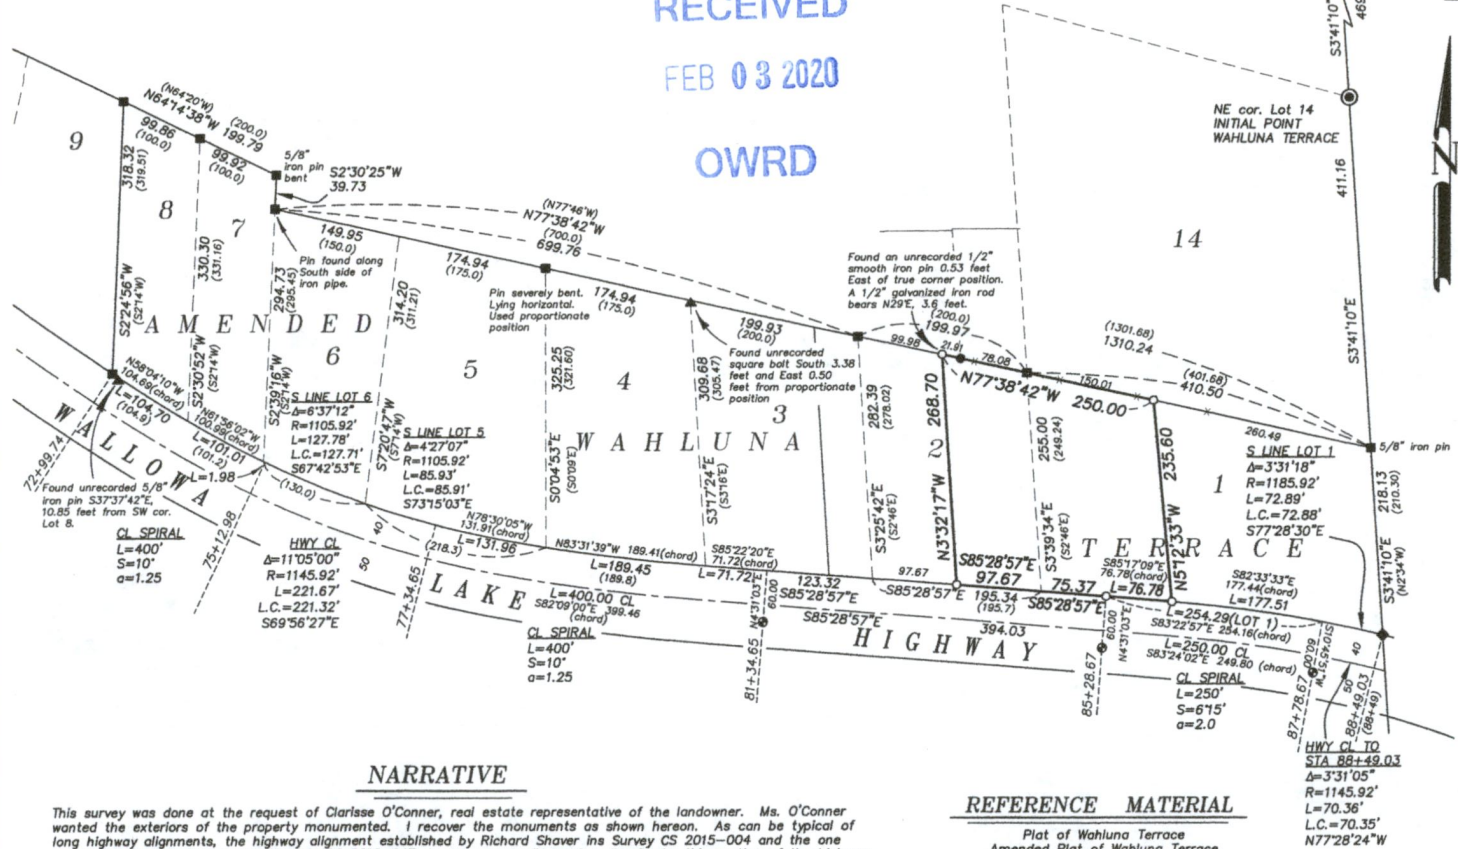 RECEIVED
FEB 03 2020
OWRD
S3°41'10"
469
NE cor. Lot 14
INITIAL POINT
WAHLUNA TERRACE
411.16
N
S3°41'10"E
14
9
(N64°20'W)
N64°14'38"W
(200.0)
199.79
99.86
(100.0)
99.92
(100.0)
5/8"
iron pin
bent
S2°30'25"W
39.73
318.32
(319.51)
8
7
330.30
(331.16)
(N77°46'W)
N77°38'42"W
(700.0)
699.76
149.95
(150.0)
Pin found along
South side of
iron pipe.
294.73
(295.45)
174.94
(175.0)
314.20
(311.21)
Pin severely bent.
Lying horizontal.
Used proportionate
position
174.94
(175.0)
199.93
(200.0)
Found an unrecorded 1/2"
smooth iron pin 0.53 feet
East of true corner position.
A 1/2" galvanized iron rod
bears N29°E, 3.6 feet.
(200.0)
199.97
99.98
21.91
78.08
N77°38'42"W
250.00
150.01
(1301.68)
1310.24
(401.68)
410.50
260.49
5/8" iron pin
Found unrecorded
square bolt South 3.38
feet and East 0.50
feet from proportionate
position
S2°24'56"W
(S2°14'W)
AMENDED
6
5
4
3
2
1
S2°30'52"W
(S2°14'W)
S2°39'16"W
(S2°14'W)
325.25
(321.60)
309.68
(305.47)
282.39
(278.02)
268.70
255.00
(249.24)
235.60
218.13
(210.30)
S LINE LOT 6
Δ=6°37'12"
R=1105.92'
L=127.78'
L.C.=127.71'
S67°42'53"E
S7°20'47"W
(S7°14'W)
S LINE LOT 5
Δ=4°27'07"
R=1105.92'
L=85.93'
L.C.=85.91'
S73°15'03"E
S LINE LOT 1
Δ=3°31'18"
R=1185.92'
L=72.89'
L.C.=72.88'
S77°28'30"E
WAHLUNA
TERRACE
N58°04'10"W
104.69(chord)
L=104.70
(104.9)
N61°56'02"W
100.99(chord)
L=101.01
(101.2)
L=1.98
(130.0)
WALLOWA
72+99.74
Found unrecorded 5/8"
iron pin S37°37'42"E,
10.85 feet from SW cor.
Lot 8.
S0°04'53"E
(S0°09'E)
S3°17'24"E
(S3°16'E)
S3°25'42"E
(S2°46'E)
N3°32'17"W
S3°39'34"E
(S2°46'E)
N5°12'33"W
S3°41'10"E
(N2°34'W)
CL SPIRAL
L=400'
S=10°
a=1.25
75+12.98
HWY CL
Δ=11°05'00"
R=1145.92'
L=221.67'
L.C.=221.32'
S69°56'27"E
40
50
(218.3)
77+34.65
N78°30'05"W
131.91(chord)
L=131.96
N83°31'39"W 189.41(chord)
L=189.45
(189.8)
S85°22'20"E
71.72(chord)
L=71.72
123.32
S85°28'57"E
97.67
S85°28'57"E
S85°28'57"E
97.67
195.34
(195.7)
75.37
S85°28'57"E
S85°17'09"E
76.78(chord)
L=76.78
S82°33'33"E
177.44(chord)
L=177.51
L=254.29(LOT 1)
S83°22'57"E 254.16(chord)
L=250.00 CL
S83°24'02"E 249.80 (chord)
LAKE
HIGHWAY
L=400.00 CL
S82°09'00"E 399.46
(chord)
S85°28'57"E
394.03
N4°31'03"E
60.00
81+34.65
N4°31'03"E
60.00
85+28.67
S10°45'51"W
60.00
87+78.67
40
50
88+49.03
(88+49)
CL SPIRAL
L=400'
S=10°
a=1.25
CL SPIRAL
L=250'
S=6°15'
a=2.0
HWY CL TO
STA 88+49.03
Δ=3°31'05"
R=1145.92'
L=70.36'
L.C.=70.35'
N77°28'24"W
NARRATIVE
This survey was done at the request of Clarisse O'Conner, real estate representative of the landowner. Ms. O'Conner
wanted the exteriors of the property monumented. I recover the monuments as shown hereon. As can be typical of
long highway alignments, the highway alignment established by Richard Shaver ins Survey CS 2015-004 and the one
REFERENCE MATERIAL
Plat of Wahluna Terrace
Amended Plat of Wahluna Terrace